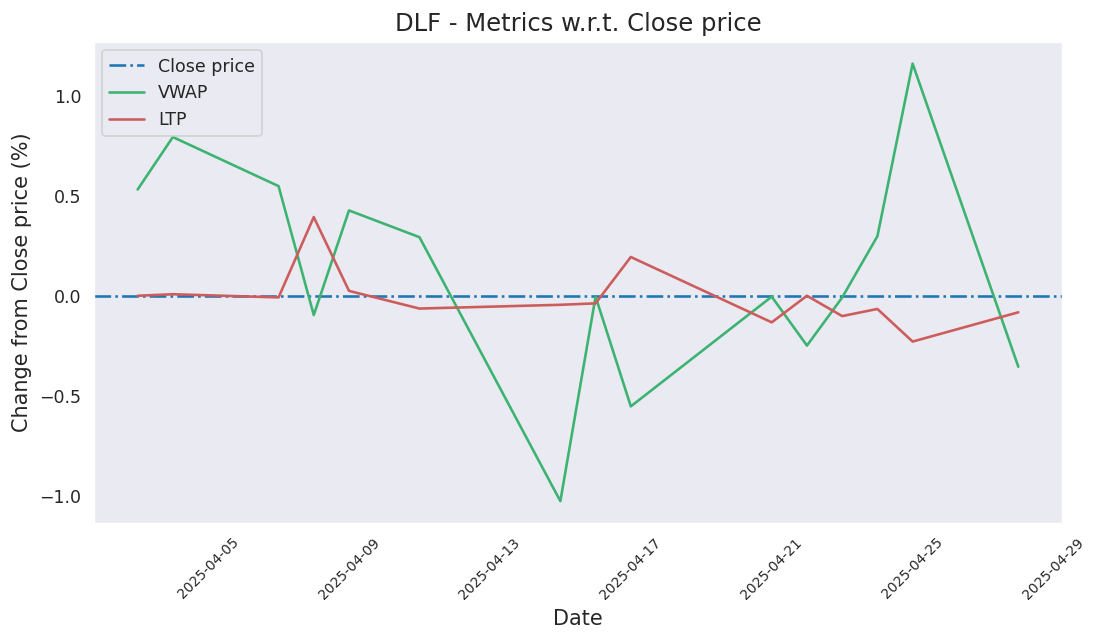 DLF - Metrics w.r.t. Close price
Close price
VWAP
LTP
Change from Close price (%)
1.0
0.5
0.0
−0.5
−1.0
2025-04-05
2025-04-09
2025-04-13
2025-04-17
2025-04-21
2025-04-25
2025-04-29
Date